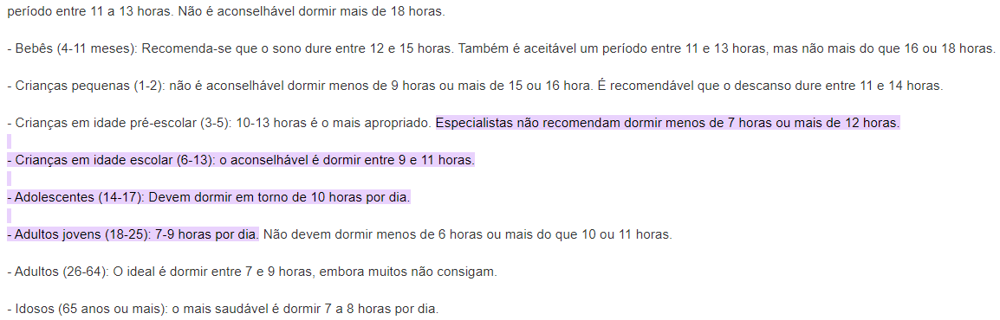 período entre 11 a 13 horas. Não é aconselhável dormir mais de 18 horas.
- Bebês (4-11 meses): Recomenda-se que o sono dure entre 12 e 15 horas. Também é aceitável um período entre 11 e 13 horas, mas não mais do que 16 ou 18 horas.
- Crianças pequenas (1-2): não é aconselhável dormir menos de 9 horas ou mais de 15 ou 16 hora. É recomendável que o descanso dure entre 11 e 14 horas.
- Crianças em idade pré-escolar (3-5): 10-13 horas é o mais apropriado. Especialistas não recomendam dormir menos de 7 horas ou mais de 12 horas.
- Crianças em idade escolar (6-13): o aconselhável é dormir entre 9 e 11 horas.
- Adolescentes (14-17): Devem dormir em torno de 10 horas por dia.
- Adultos jovens (18-25): 7-9 horas por dia. Não devem dormir menos de 6 horas ou mais do que 10 ou 11 horas.
- Adultos (26-64): O ideal é dormir entre 7 e 9 horas, embora muitos não consigam.
- Idosos (65 anos ou mais): o mais saudável é dormir 7 a 8 horas por dia.